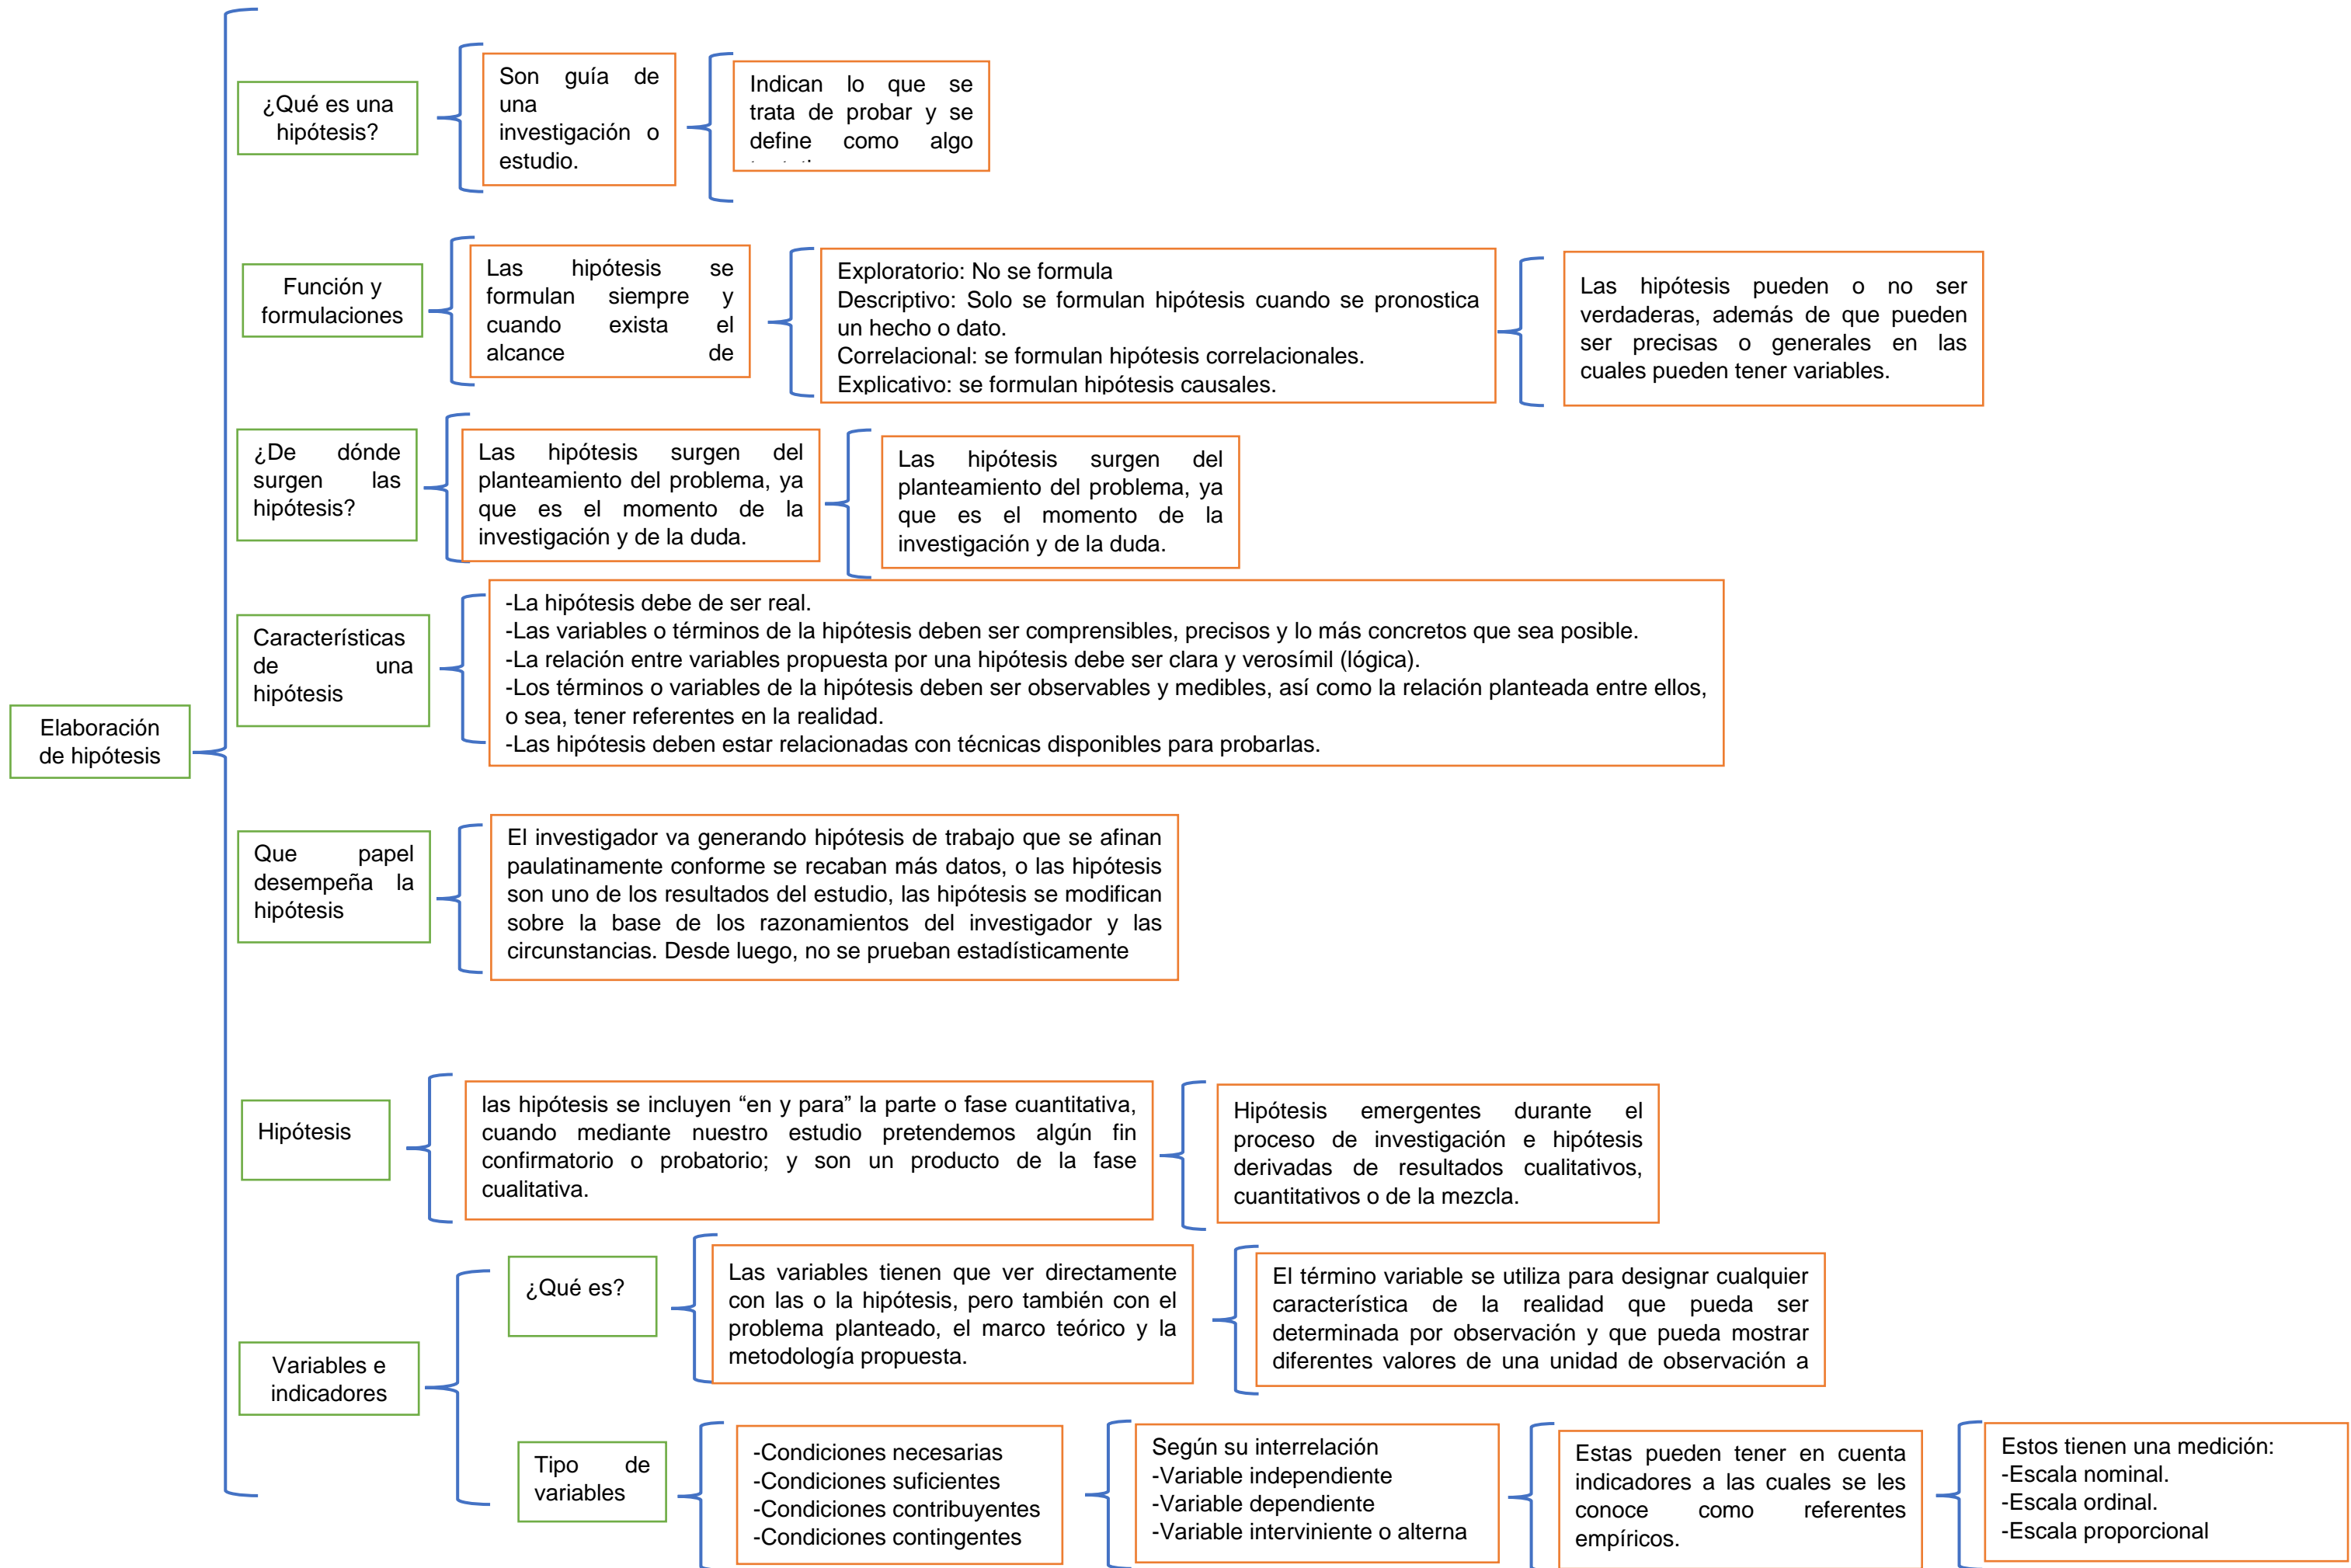 Elaboración
de hipótesis
¿Qué es una
hipótesis?
Son guía de
una
investigación o
estudio.
Indican lo que se
trata de probar y se
define como algo
Función y
formulaciones
Las hipótesis se
formulan siempre y
cuando exista el
alcance de
Exploratorio: No se formula
Descriptivo: Solo se formulan hipótesis cuando se pronostica
un hecho o dato.
Correlacional: se formulan hipótesis correlacionales.
Explicativo: se formulan hipótesis causales.
Las hipótesis pueden o no ser
verdaderas, además de que pueden
ser precisas o generales en las
cuales pueden tener variables.
¿De dónde
surgen las
hipótesis?
Las hipótesis surgen del
planteamiento del problema, ya
que es el momento de la
investigación y de la duda.
Las hipótesis surgen del
planteamiento del problema, ya
que es el momento de la
investigación y de la duda.
Características
de una
hipótesis
-La hipótesis debe de ser real.
-Las variables o términos de la hipótesis deben ser comprensibles, precisos y lo más concretos que sea posible.
-La relación entre variables propuesta por una hipótesis debe ser clara y verosímil (lógica).
-Los términos o variables de la hipótesis deben ser observables y medibles, así como la relación planteada entre ellos,
o sea, tener referentes en la realidad.
-Las hipótesis deben estar relacionadas con técnicas disponibles para probarlas.
Que papel
desempeña la
hipótesis
El investigador va generando hipótesis de trabajo que se afinan
paulatinamente conforme se recaban más datos, o las hipótesis
son uno de los resultados del estudio, las hipótesis se modifican
sobre la base de los razonamientos del investigador y las
circunstancias. Desde luego, no se prueban estadísticamente
Hipótesis
las hipótesis se incluyen “en y para” la parte o fase cuantitativa,
cuando mediante nuestro estudio pretendemos algún fin
confirmatorio o probatorio; y son un producto de la fase
cualitativa.
Hipótesis emergentes durante el
proceso de investigación e hipótesis
derivadas de resultados cualitativos,
cuantitativos o de la mezcla.
Variables e
indicadores
¿Qué es?
Las variables tienen que ver directamente
con las o la hipótesis, pero también con el
problema planteado, el marco teórico y la
metodología propuesta.
El término variable se utiliza para designar cualquier
característica de la realidad que pueda ser
determinada por observación y que pueda mostrar
diferentes valores de una unidad de observación a
Tipo de
variables
-Condiciones necesarias
-Condiciones suficientes
-Condiciones contribuyentes
-Condiciones contingentes
Según su interrelación
-Variable independiente
-Variable dependiente
-Variable interviniente o alterna
Estas pueden tener en cuenta
indicadores a las cuales se les
conoce como referentes
empíricos.
Estos tienen una medición:
-Escala nominal.
-Escala ordinal.
-Escala proporcional